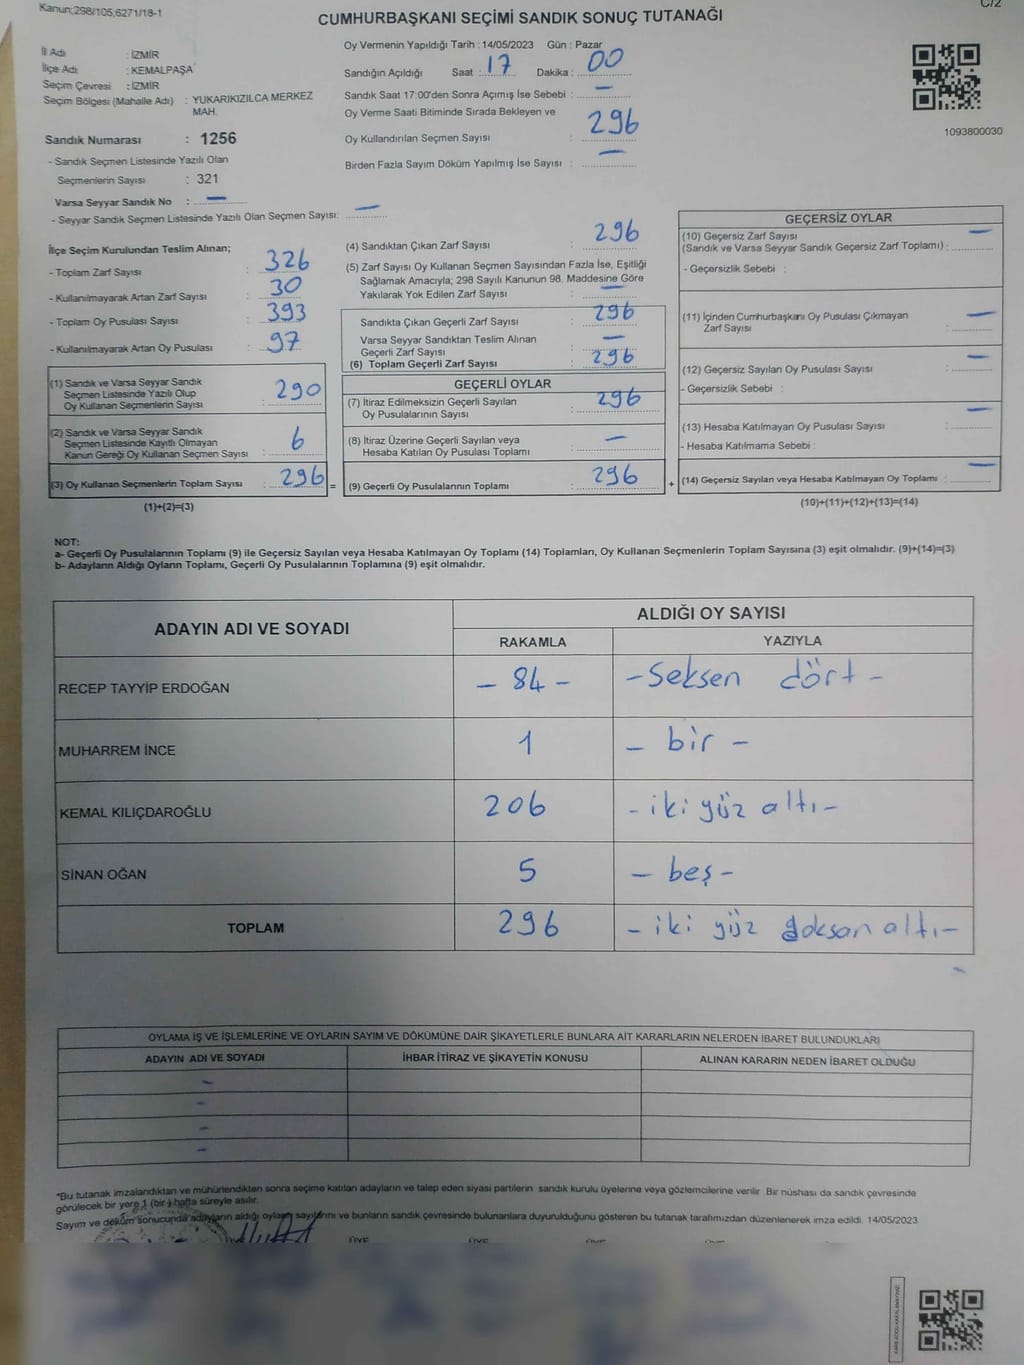 Kanun;298/105,6271/18-1
C/2
CUMHURBAŞKANI SEÇİMİ SANDIK SONUÇ TUTANAĞI
İl Adı : İZMİR
İlçe Adı : KEMALPAŞA
Seçim Çevresi : İZMİR
Seçim Bölgesi (Mahalle Adı) : YUKARIKIZILCA MERKEZ
MAH.
Sandık Numarası : 1256
- Sandık Seçmen Listesinde Yazılı Olan
Seçmenlerin Sayısı : 321
Varsa Seyyar Sandık No : —
- Seyyar Sandık Seçmen Listesinde Yazılı Olan Seçmen Sayısı: —
Oy Vermenin Yapıldığı Tarih : 14/05/2023 Gün : Pazar
Sandığın Açıldığı Saat : 17 Dakika : 00
Sandık Saat 17:00'den Sonra Açımış İse Sebebi : —
Oy Verme Saati Bitiminde Sırada Bekleyen ve
Oy Kullandırılan Seçmen Sayısı : 296
Birden Fazla Sayım Döküm Yapılmış İse Sayısı : —
1093800030
İlçe Seçim Kurulundan Teslim Alınan;
- Toplam Zarf Sayısı : 326
- Kullanılmayarak Artan Zarf Sayısı : 30
- Toplam Oy Pusulası Sayısı : 393
- Kullanılmayarak Artan Oy Pusulası : 97
(1) Sandık ve Varsa Seyyar Sandık
Seçmen Listesinde Yazılı Olup
Oy Kullanan Seçmenlerin Sayısı : 290
(2) Sandık ve Varsa Seyyar Sandık
Seçmen Listesinde Kayıtlı Olmayan
Kanun Gereği Oy Kullanan Seçmen Sayısı : 6
(3) Oy Kullanan Seçmenlerin Toplam Sayısı : 296 =
(1)+(2)=(3)
(4) Sandıktan Çıkan Zarf Sayısı : 296
(5) Zarf Sayısı Oy Kullanan Seçmen Sayısından Fazla İse, Eşitliği
Sağlamak Amacıyla; 298 Sayılı Kanunun 98. Maddesine Göre
Yakılarak Yok Edilen Zarf Sayısı : —
Sandıkta Çıkan Geçerli Zarf Sayısı : 296
Varsa Seyyar Sandıktan Teslim Alınan
Geçerli Zarf Sayısı : —
(6) Toplam Geçerli Zarf Sayısı : 296
GEÇERLİ OYLAR
(7) İtiraz Edilmeksizin Geçerli Sayılan
Oy Pusulalarının Sayısı : 296
(8) İtiraz Üzerine Geçerli Sayılan veya
Hesaba Katılan Oy Pusulası Toplamı : —
(9) Geçerli Oy Pusulalarının Toplamı : 296 +
GEÇERSİZ OYLAR
(10) Geçersiz Zarf Sayısı
(Sandık ve Varsa Seyyar Sandık Geçersiz Zarf Toplamı) : —
- Geçersizlik Sebebi :
(11) İçinden Cumhurbaşkanı Oy Pusulası Çıkmayan
Zarf Sayısı : —
(12) Geçersiz Sayılan Oy Pusulası Sayısı : —
- Geçersizlik Sebebi :
(13) Hesaba Katılmayan Oy Pusulası Sayısı : —
- Hesaba Katılmama Sebebi :
(14) Geçersiz Sayılan veya Hesaba Katılmayan Oy Toplamı : —
(10)+(11)+(12)+(13)=(14)
NOT:
a- Geçerli Oy Pusulalarının Toplamı (9) ile Geçersiz Sayılan veya Hesaba Katılmayan Oy Toplamı (14) Toplamları, Oy Kullanan Seçmenlerin Toplam Sayısına (3) eşit olmalıdır. (9)+(14)=(3)
b- Adayların Aldığı Oyların Toplamı, Geçerli Oy Pusulalarının Toplamına (9) eşit olmalıdır.
ADAYIN ADI VE SOYADI
ALDIĞI OY SAYISI
RAKAMLA YAZIYLA
RECEP TAYYİP ERDOĞAN - 84 - - Seksen dört -
MUHARREM İNCE 1 - bir -
KEMAL KILIÇDAROĞLU 206 - iki yüz altı -
SİNAN OĞAN 5 - beş -
TOPLAM 296 - iki yüz doksan altı -
OYLAMA İŞ VE İŞLEMLERİNE VE OYLARIN SAYIM VE DÖKÜMÜNE DAİR ŞİKAYETLERLE BUNLARA AİT KARARLARIN NELERDEN İBARET BULUNDUKLARI
ADAYIN ADI VE SOYADI İHBAR İTİRAZ VE ŞİKAYETİN KONUSU ALINAN KARARIN NEDEN İBARET OLDUĞU
*Bu tutanak imzalandıktan ve mühürlendikten sonra seçime katılan adayların ve talep eden siyasi partilerin sandık kurulu üyelerine veya gözlemcilerine verilir. Bir nüshası da sandık çevresinde
görülecek bir yere 1 (bir) hafta süreyle asılır.
Sayım ve döküm sonucunda adayların aldığı oyların sayılarını ve bunların sandık çevresinde bulunanlara duyurulduğunu gösteren bu tutanak tarafımızdan düzenlenerek imza edildi. 14/05/2023